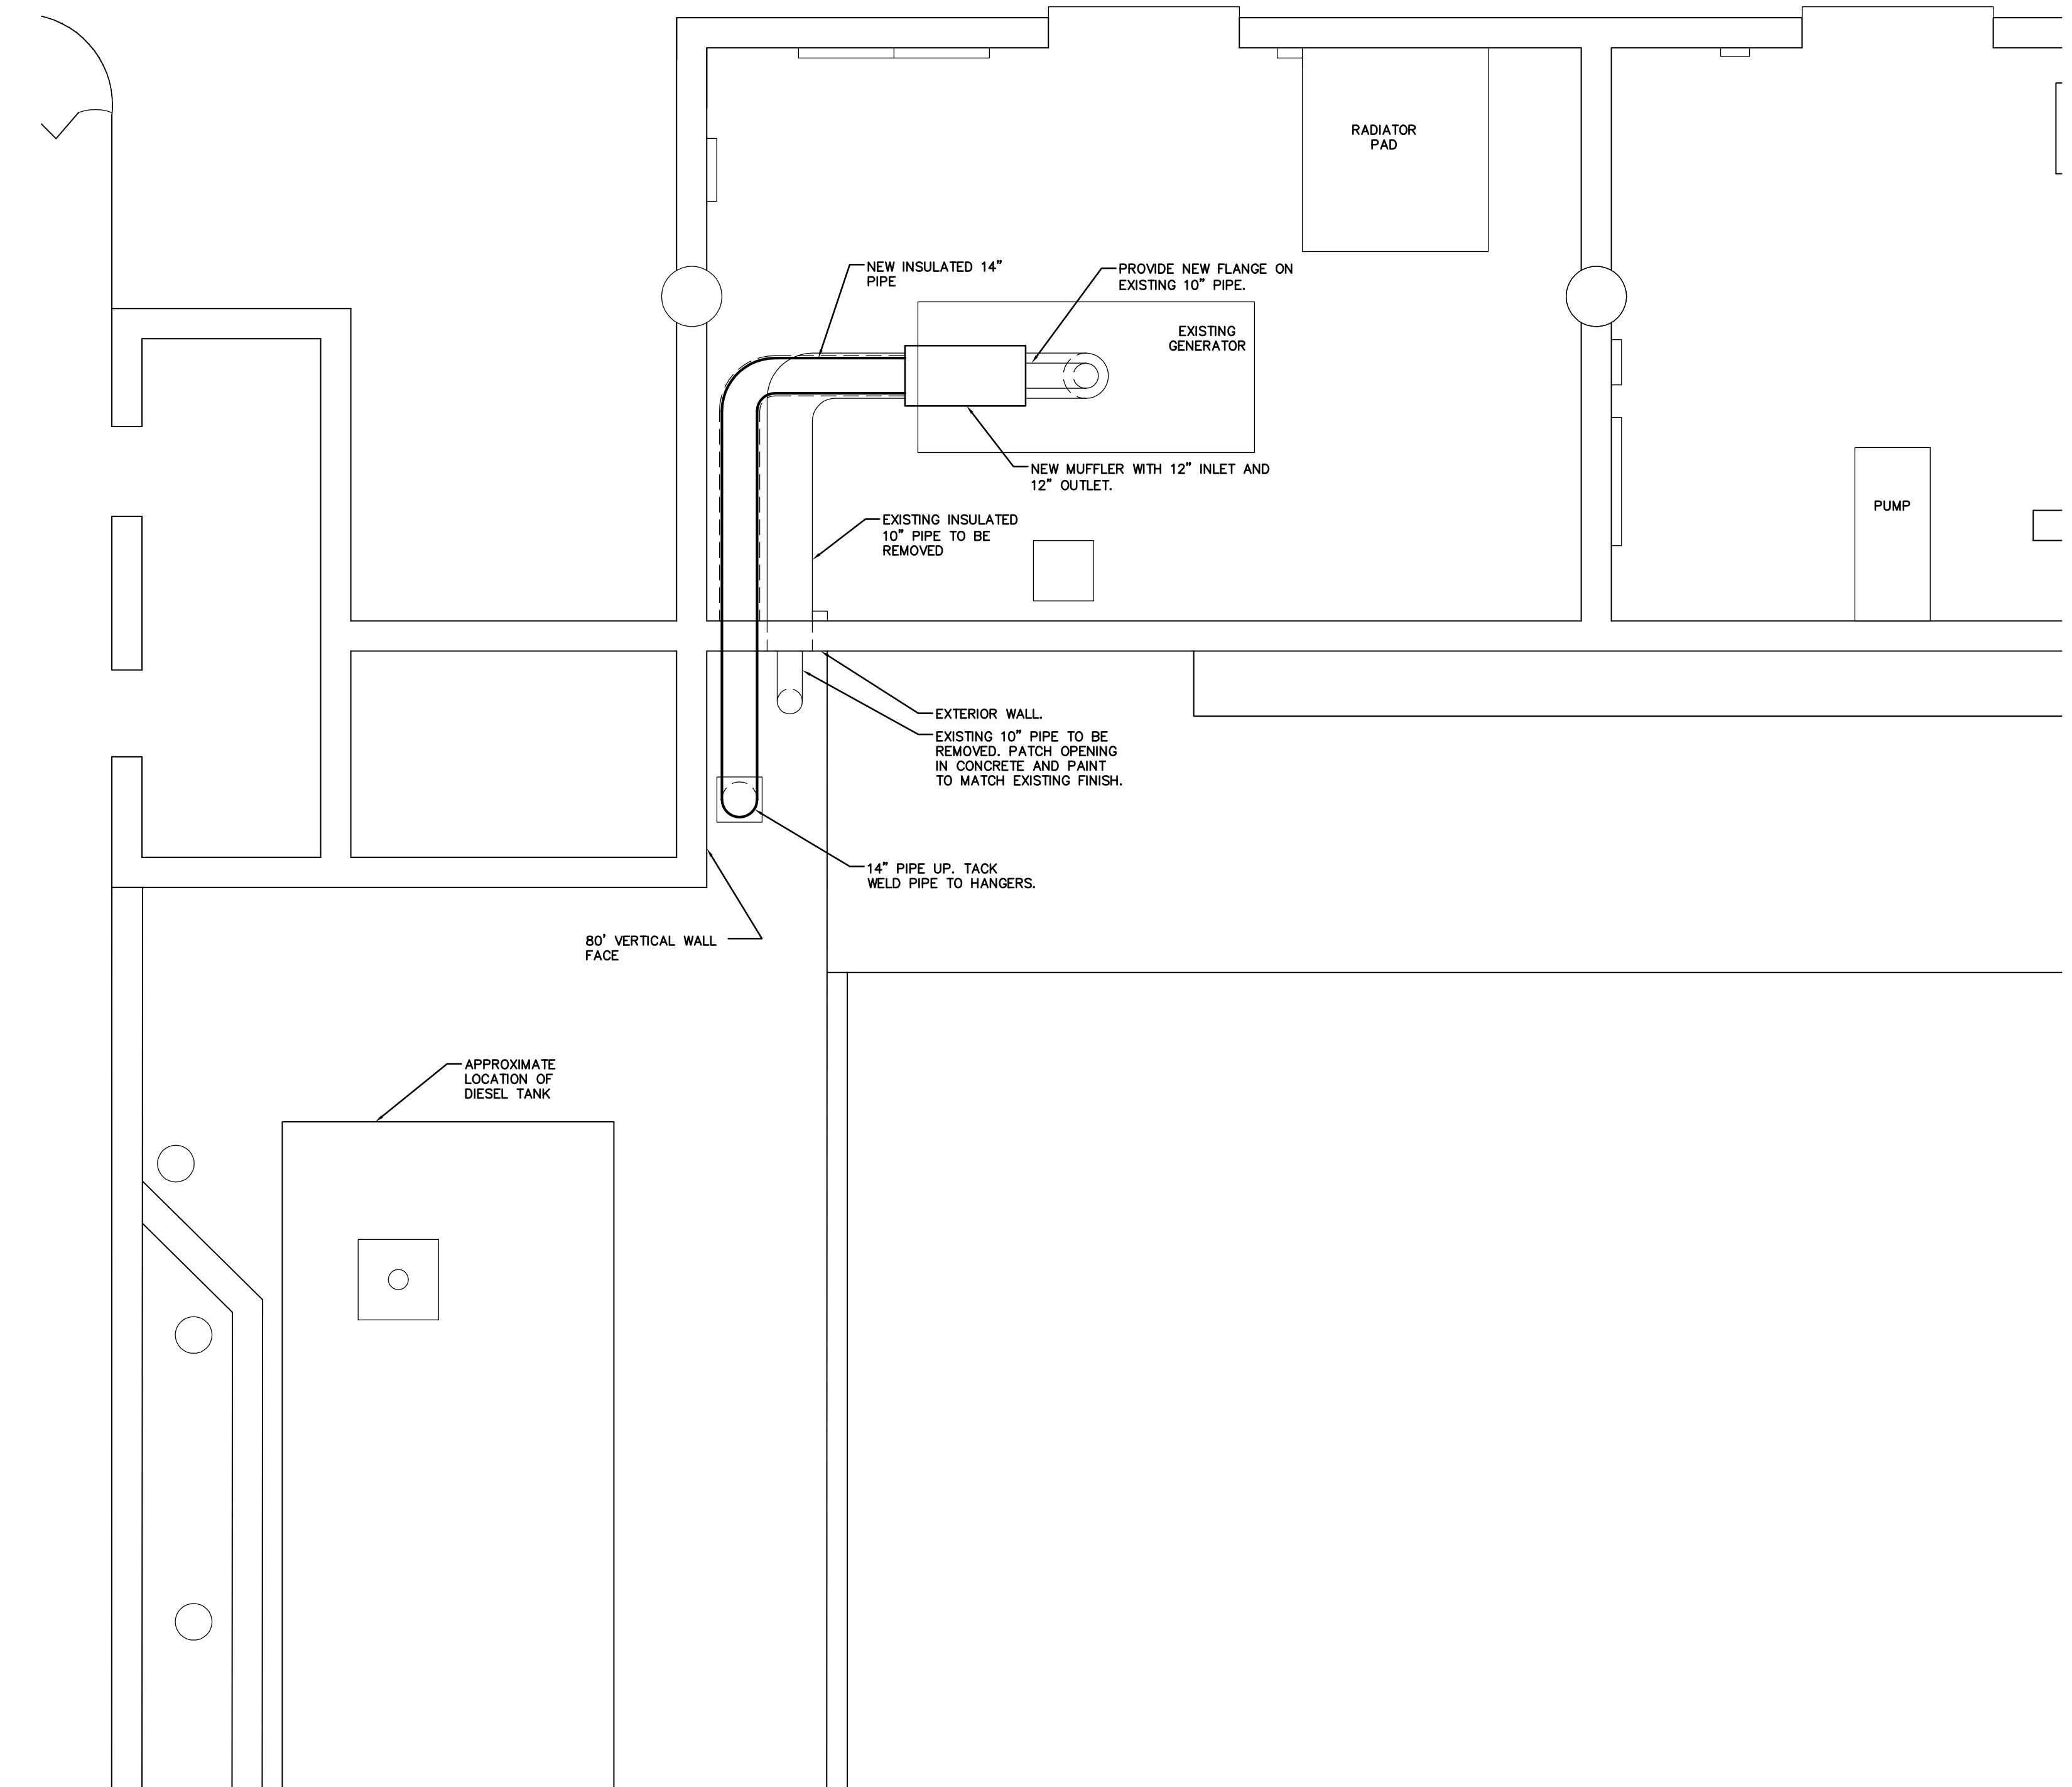 RADIATOR
PAD
NEW INSULATED 14"
PIPE
PROVIDE NEW FLANGE ON
EXISTING 10" PIPE.
EXISTING
GENERATOR
NEW MUFFLER WITH 12" INLET AND
12" OUTLET.
PUMP
EXISTING INSULATED
10" PIPE TO BE
REMOVED
EXTERIOR WALL.
EXISTING 10" PIPE TO BE
REMOVED. PATCH OPENING
IN CONCRETE AND PAINT
TO MATCH EXISTING FINISH.
14" PIPE UP. TACK
WELD PIPE TO HANGERS.
80' VERTICAL WALL
FACE
APPROXIMATE
LOCATION OF
DIESEL TANK